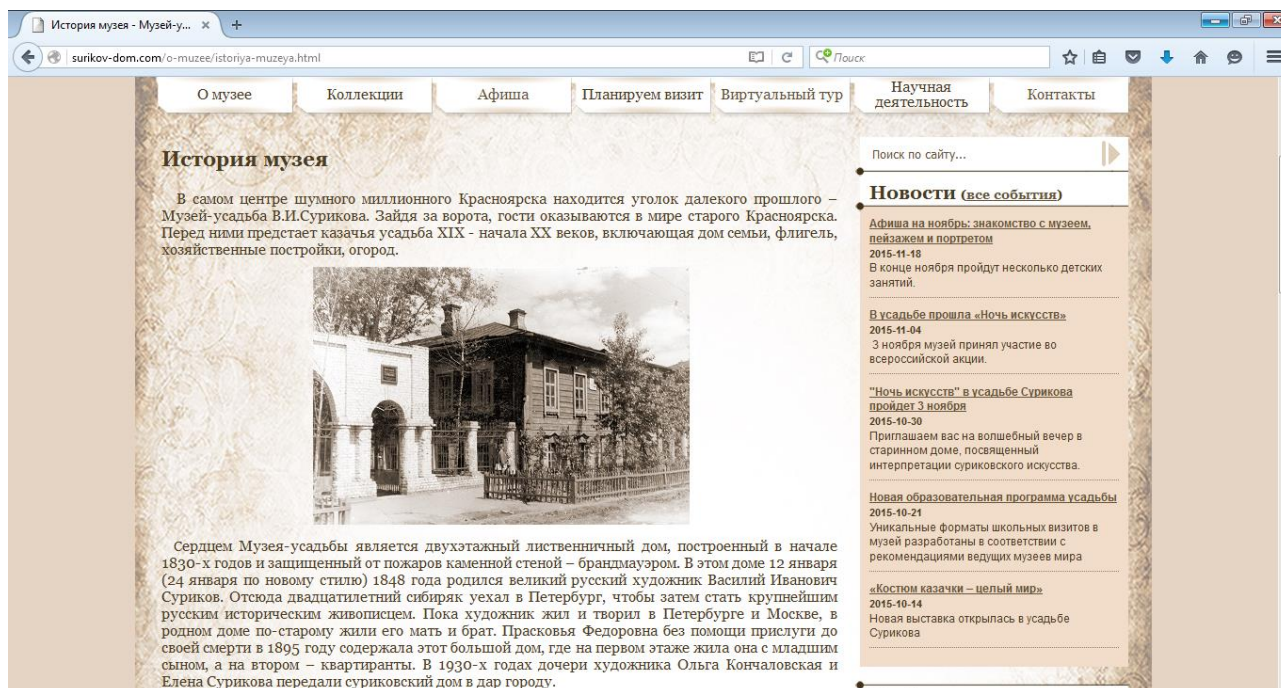 История музея - Музей-у...
surikov-dom.com/o-muzee/istoriya-muzeya.html
Поиск
О музее
Коллекции
Афиша
Планируем визит
Виртуальный тур
Научная
деятельность
Контакты
История музея
В самом центре шумного миллионного Красноярска находится уголок далекого прошлого –
Музей-усадьба В.И.Сурикова. Зайдя за ворота, гости оказываются в мире старого Красноярска.
Перед ними предстает казачья усадьба XIX - начала XX веков, включающая дом семьи, флигель,
хозяйственные постройки, огород.
Сердцем Музея-усадьбы является двухэтажный лиственничный дом, построенный в начале
1830-х годов и защищенный от пожаров каменной стеной – брандмауэром. В этом доме 12 января
(24 января по новому стилю) 1848 года родился великий русский художник Василий Иванович
Суриков. Отсюда двадцатилетний сибиряк уехал в Петербург, чтобы затем стать крупнейшим
русским историческим живописцем. Пока художник жил и творил в Петербурге и Москве, в
родном доме по-старому жили его мать и брат. Прасковья Федоровна без помощи прислуги до
своей смерти в 1895 году содержала этот большой дом, где на первом этаже жила она с младшим
сыном, а на втором – квартиранты. В 1930-х годах дочери художника Ольга Кончаловская и
Елена Сурикова передали суриковский дом в дар городу.
Поиск по сайту...
Новости (все события)
Афиша на ноябрь: знакомство с музеем,
пейзажем и портретом
2015-11-18
В конце ноября пройдут несколько детских
занятий.
В усадьбе прошла «Ночь искусств»
2015-11-04
3 ноября музей принял участие во
всероссийской акции.
"Ночь искусств" в усадьбе Сурикова
пройдет 3 ноября
2015-10-30
Приглашаем вас на волшебный вечер в
старинном доме, посвященный
интерпретации суриковского искусства.
Новая образовательная программа усадьбы
2015-10-21
Уникальные форматы школьных визитов в
музей разработаны в соответствии с
рекомендациями ведущих музеев мира
«Костюм казачки – целый мир»
2015-10-14
Новая выставка открылась в усадьбе
Сурикова